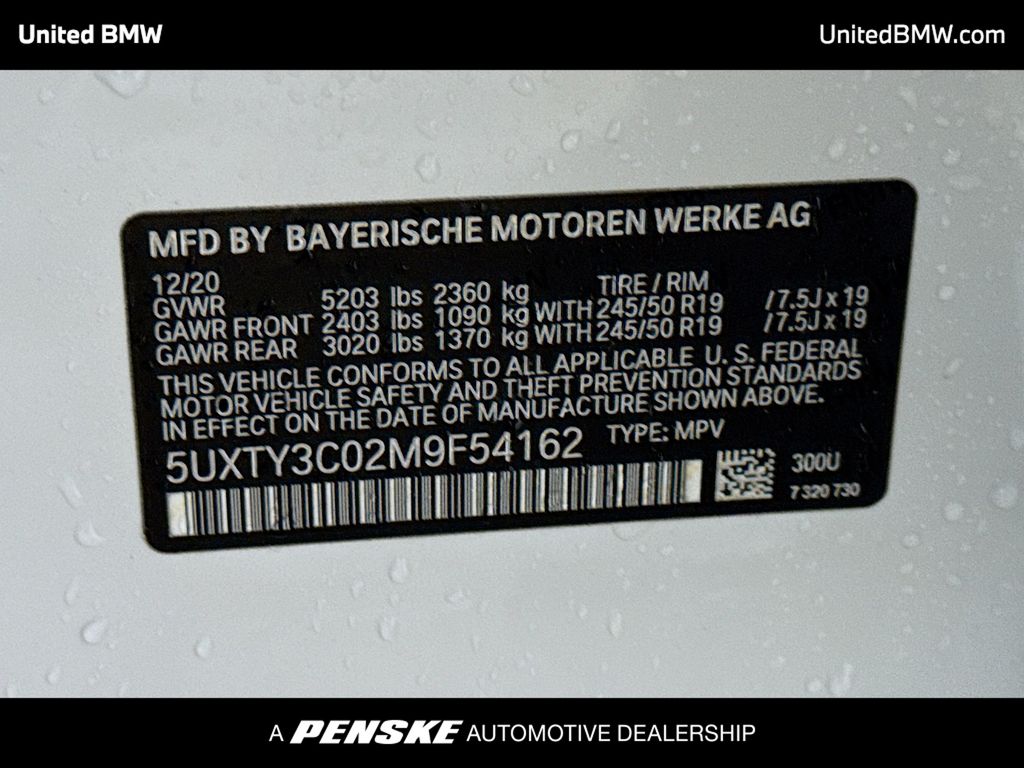 United BMW
UnitedBMW.com
MFD BY BAYERISCHE MOTOREN WERKE AG
12/20
GVWR 5203 lbs 2360 kg TIRE / RIM
GAWR FRONT 2403 lbs 1090 kg WITH 245/50 R19 /7.5J x 19
GAWR REAR 3020 lbs 1370 kg WITH 245/50 R19 /7.5J x 19
THIS VEHICLE CONFORMS TO ALL APPLICABLE U. S. FEDERAL
MOTOR VEHICLE SAFETY AND THEFT PREVENTION STANDARDS
IN EFFECT ON THE DATE OF MANUFACTURE SHOWN ABOVE.
5UXTY3C02M9F54162 TYPE: MPV
300U
7 320 730
A PENSKE AUTOMOTIVE DEALERSHIP